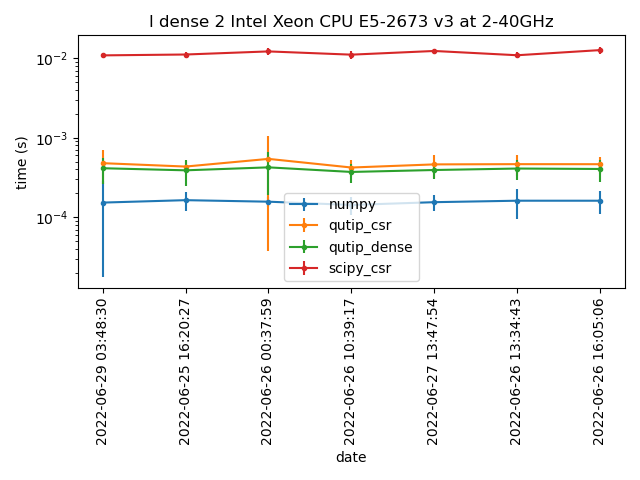 I dense 2 Intel Xeon CPU E5-2673 v3 at 2-40GHz
time (s)
10⁻²
10⁻³
10⁻⁴
numpy
qutip_csr
qutip_dense
scipy_csr
2022-06-29 03:48:30
2022-06-25 16:20:27
2022-06-26 00:37:59
2022-06-26 10:39:17
2022-06-27 13:47:54
2022-06-26 13:34:43
2022-06-26 16:05:06
date